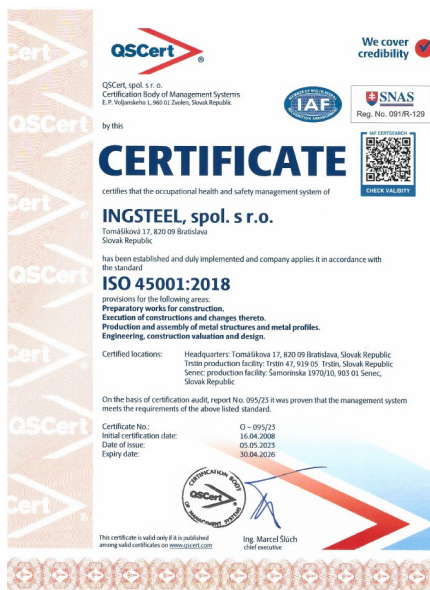 QSCert
®
We cover
credibility
QSCert, spol. s r. o.
Certification Body of Management Systems
E. P. Voljanskeho 1, 960 01 Zvolen, Slovak Republic
IAF
SNAS
Reg. No. 091/R-129
by this
IAF CERTSEARCH
CHECK VALIDITY
CERTIFICATE
certifies that the occupational health and safety management system of
INGSTEEL, spol. s r.o.
Tomášiková 17, 820 09 Bratislava
Slovak Republic
has been established and duly implemented and company applies it in accordance with
the standard
ISO 45001:2018
provisions for the following areas:
Preparatory works for construction.
Execution of constructions and changes thereto.
Production and assembly of metal structures and metal profiles.
Engineering, construction valuation and design.
Certified locations:
Headquarters: Tomášikova 17, 820 09 Bratislava, Slovak Republic
Trstin production facility: Trstín 47, 919 05 Trstín, Slovak Republic
Senec; production facility: Šamorínska 1970/10, 903 01 Senec,
Slovak Republic
On the basis of certification audit, report No. 095/23 it was proven that the management system
meets the requirements of the above listed standard.
Certificate No.: O – 095/23
Initial certification date: 16.04.2008
Date of issue: 05.05.2023
Expiry date: 30.04.2026
CERTIFICATION BODY
QSCert
OF MANAGEMENT SYSTEMS
This certificate is valid only if it is published
among valid certificates on www.qscert.com
Ing. Marcel Šlúch
chief executive